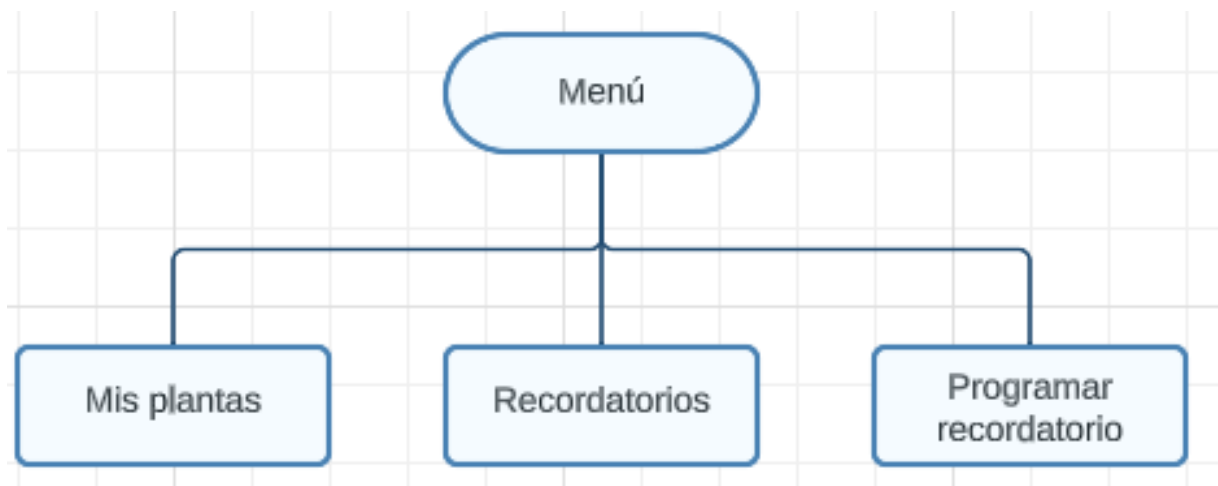 Menú
Mis plantas
Recordatorios
Programar
recordatorio